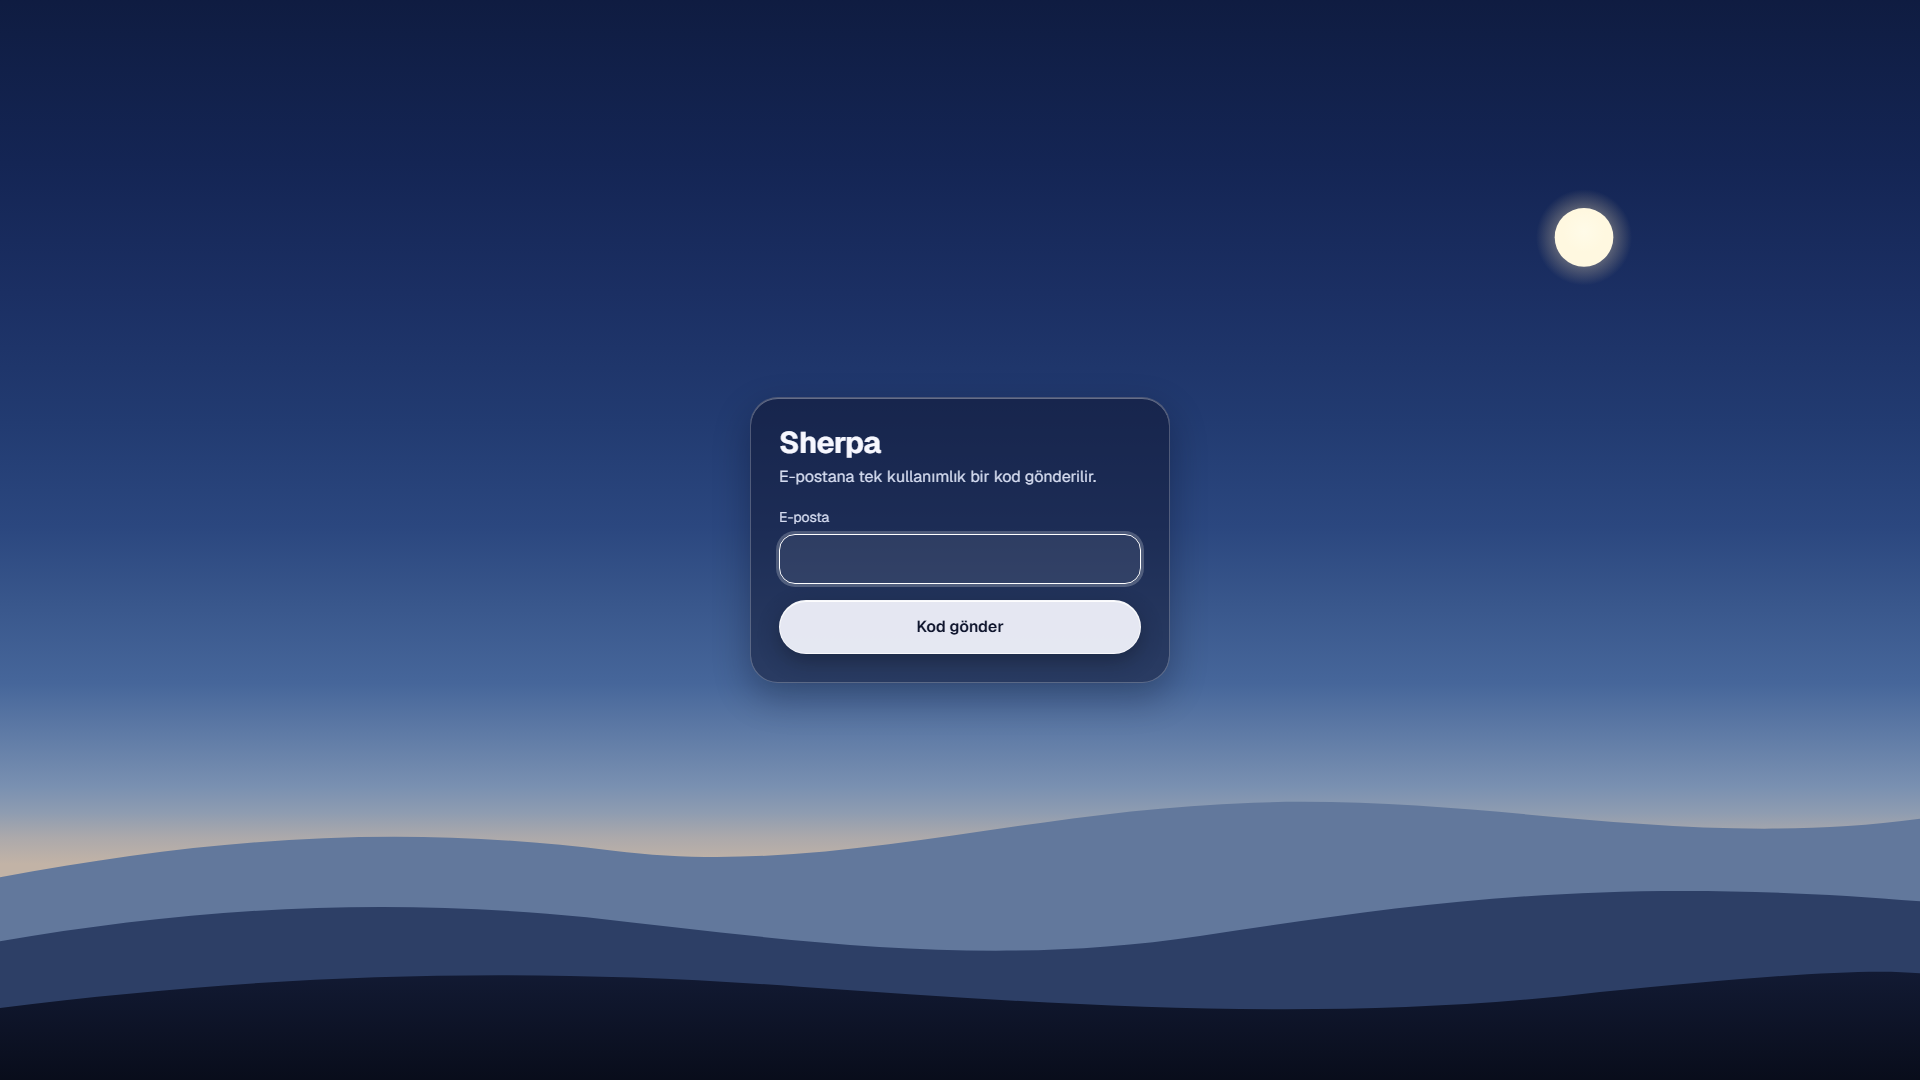 Sherpa
E-postana tek kullanımlık bir kod gönderilir.
E-posta
Kod gönder